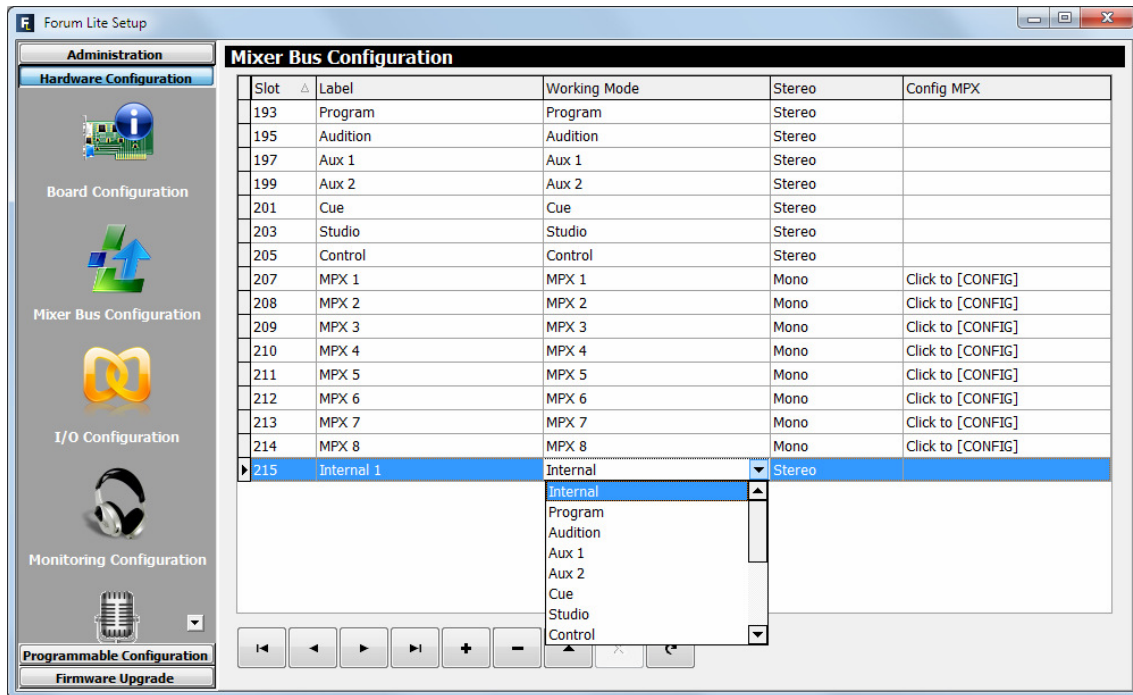 Forum Lite Setup
Administration
Hardware Configuration
Board Configuration
Mixer Bus Configuration
I/O Configuration
Monitoring Configuration
Programmable Configuration
Firmware Upgrade
Mixer Bus Configuration
Slot Label Working Mode Stereo Config MPX
193 Program Program Stereo
195 Audition Audition Stereo
197 Aux 1 Aux 1 Stereo
199 Aux 2 Aux 2 Stereo
201 Cue Cue Stereo
203 Studio Studio Stereo
205 Control Control Stereo
207 MPX 1 MPX 1 Mono Click to [CONFIG]
208 MPX 2 MPX 2 Mono Click to [CONFIG]
209 MPX 3 MPX 3 Mono Click to [CONFIG]
210 MPX 4 MPX 4 Mono Click to [CONFIG]
211 MPX 5 MPX 5 Mono Click to [CONFIG]
212 MPX 6 MPX 6 Mono Click to [CONFIG]
213 MPX 7 MPX 7 Mono Click to [CONFIG]
214 MPX 8 MPX 8 Mono Click to [CONFIG]
215 Internal 1 Internal Stereo
Internal
Program
Audition
Aux 1
Aux 2
Cue
Studio
Control